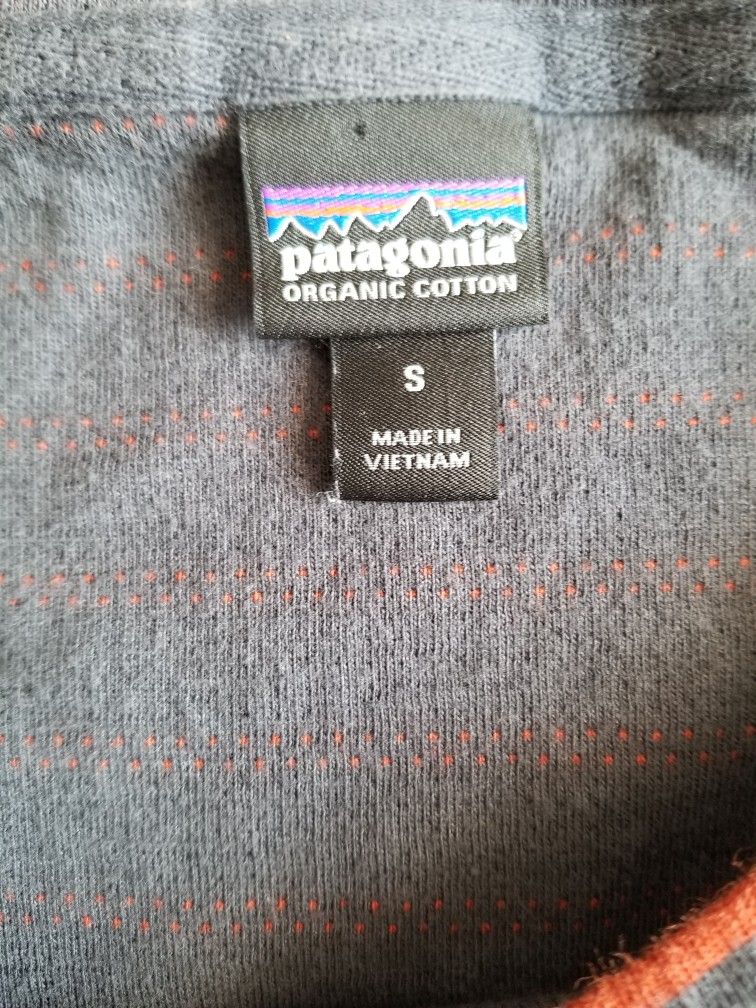 patagonia
ORGANIC COTTON
S
MADE IN
VIETNAM